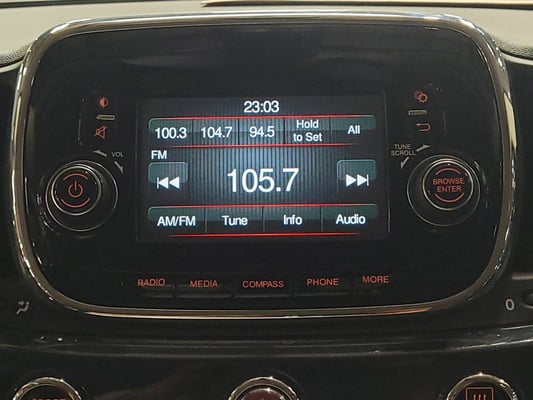 23:03
100.3 104.7 94.5 Hold to Set All
FM
105.7
AM/FM Tune Info Audio
VOL
TUNE
SCROLL
BROWSE
ENTER
RADIO MEDIA COMPASS PHONE MORE
0